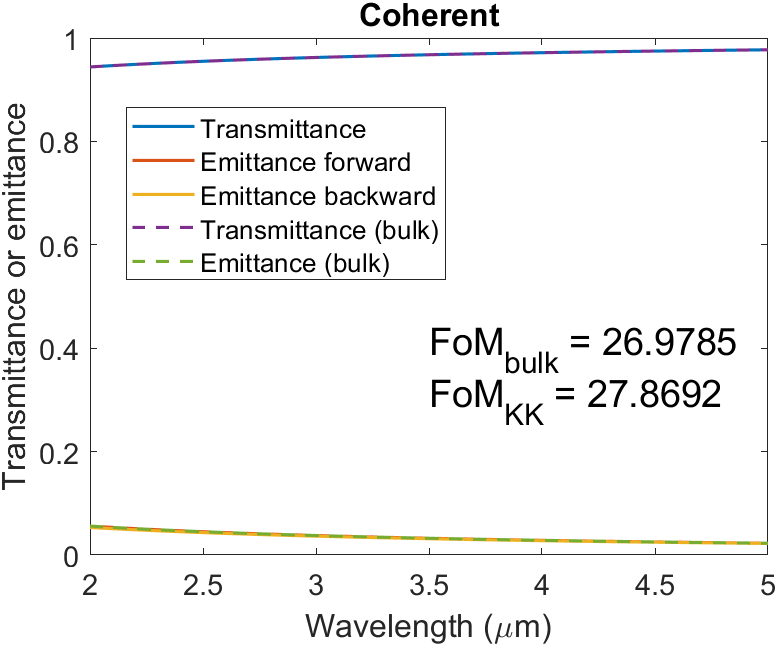 Coherent
1
0.8
0.6
0.4
0.2
0
Transmittance or emittance
Transmittance
Emittance forward
Emittance backward
Transmittance (bulk)
Emittance (bulk)
FoM_bulk = 26.9785
FoM_KK = 27.8692
2 2.5 3 3.5 4 4.5 5
Wavelength (μm)